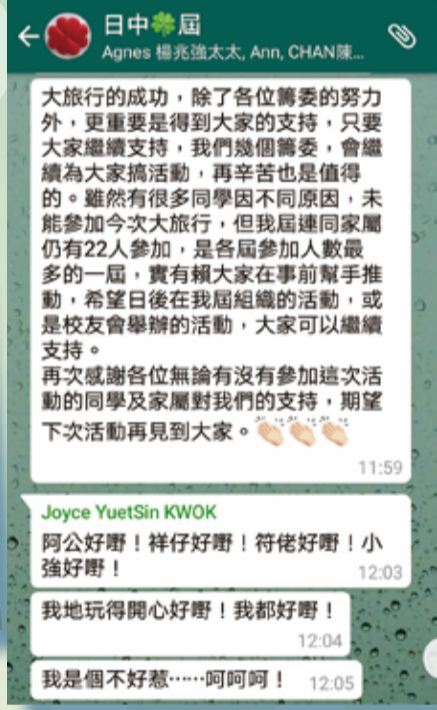 日中🍀屆
Agnes 楊兆強太太, Ann, CHAN陳...
大旅行的成功，除了各位籌委的努力
外，更重要是得到大家的支持，只要
大家繼續支持，我們幾個籌委，會繼
續為大家搞活動，再辛苦也是值得
的。雖然有很多同學因不同原因，未
能參加今次大旅行，但我屆連同家屬
仍有22人參加，是各屆參加人數最
多的一屆，實有賴大家在事前幫手推
動，希望日後在我屆組織的活動，或
是校友會舉辦的活動，大家可以繼續
支持。
再次感謝各位無論有沒有參加這次活
動的同學及家屬對我們的支持，期望
下次活動再見到大家。👏🏻👏🏻👏🏻
11:59
Joyce YuetSin KWOK
阿公好嘢！祥仔好嘢！符佬好嘢！小
強好嘢！
12:03
我地玩得開心好嘢！我都好嘢！
12:04
我是個不好惹⋯⋯呵呵呵！ 12:05